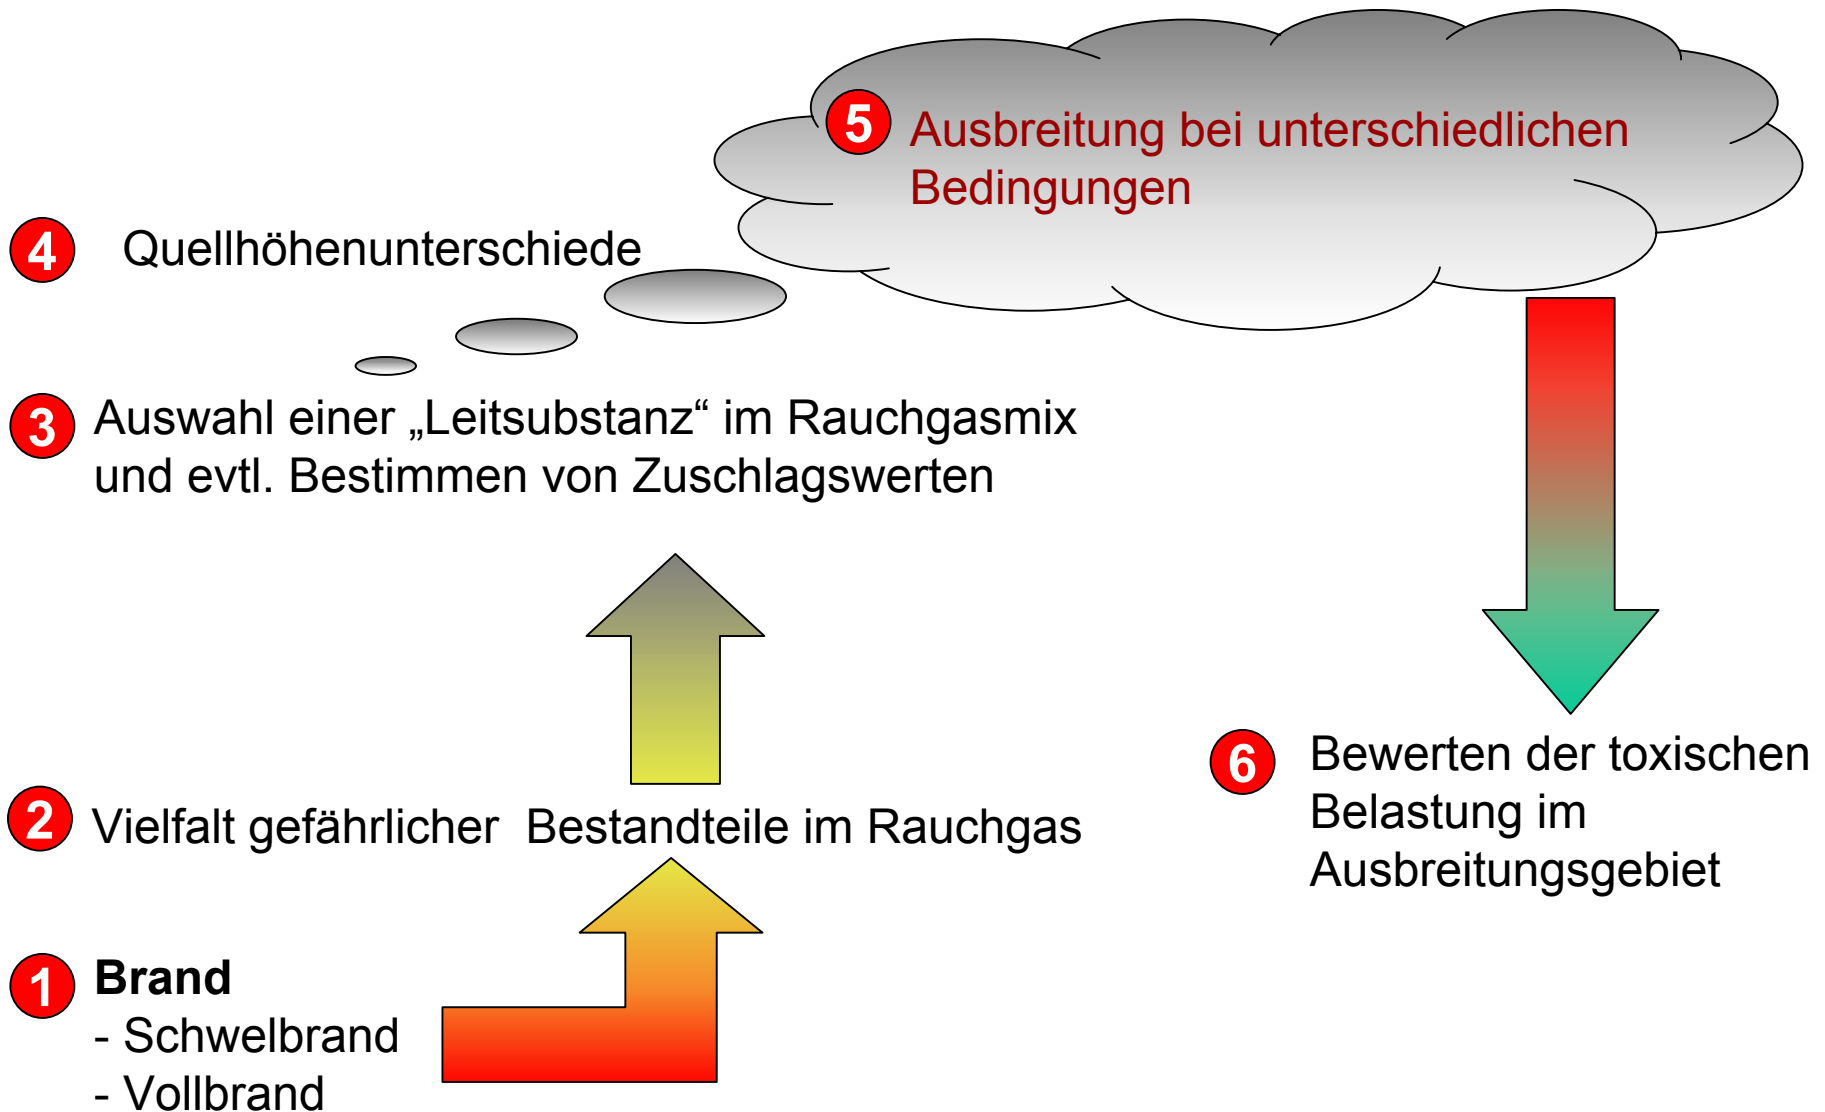 5 Ausbreitung bei unterschiedlichen
Bedingungen
4 Quellhöhenunterschiede
3 Auswahl einer „Leitsubstanz“ im Rauchgasmix
und evtl. Bestimmen von Zuschlagswerten
6 Bewerten der toxischen
Belastung im
Ausbreitungsgebiet
2 Vielfalt gefährlicher  Bestandteile im Rauchgas
1 Brand
- Schwelbrand
- Vollbrand